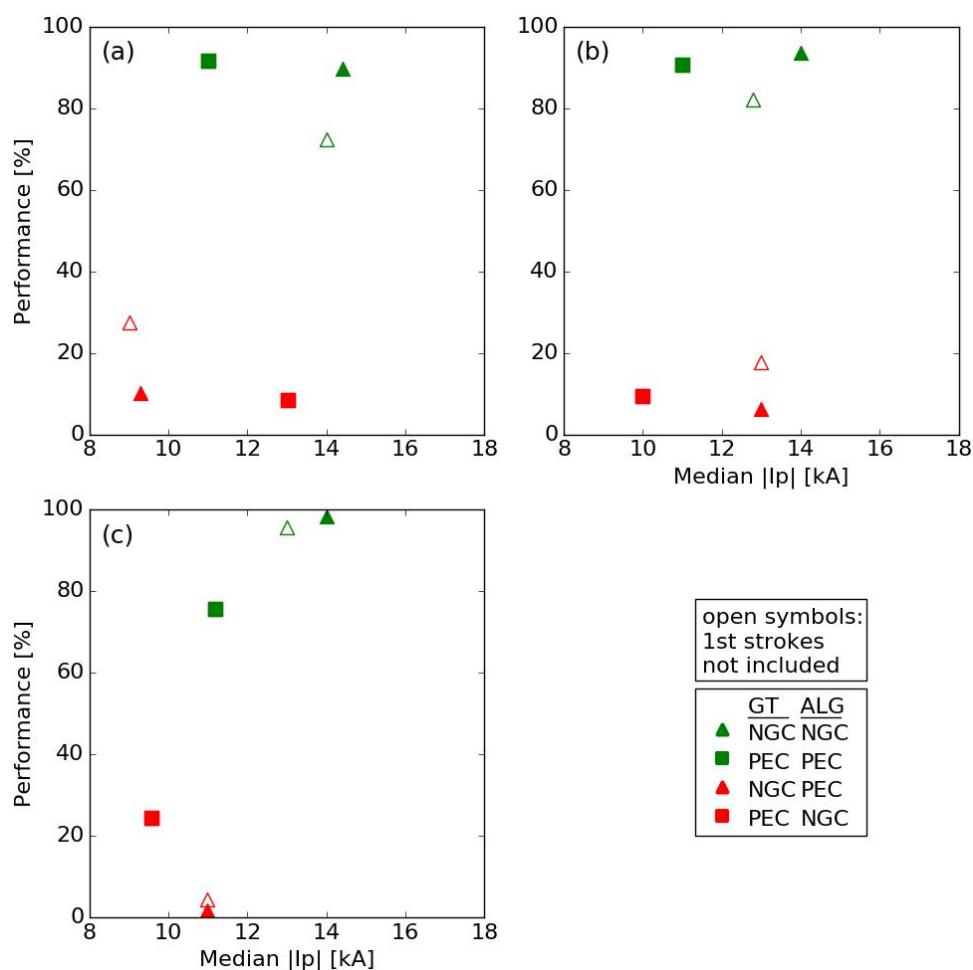 100
(a)
80
60
40
20
0
8 10 12 14 16 18
Performance [%]
100
(b)
80
60
40
20
0
8 10 12 14 16 18
Median |Ip| [kA]
100
(c)
80
60
40
20
0
8 10 12 14 16 18
Performance [%]
Median |Ip| [kA]
open symbols:
1st strokes
not included
GT ALG
NGC NGC
PEC PEC
NGC PEC
PEC NGC